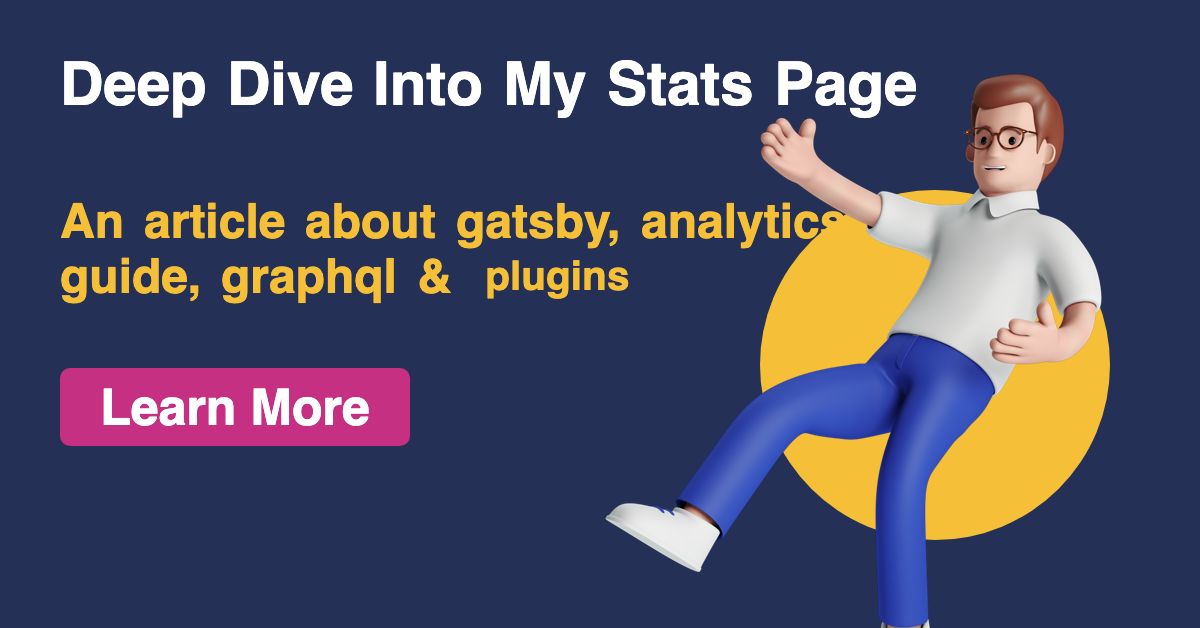 Deep Dive Into My Stats Page
An article about gatsby, analytics
guide, graphql & plugins
Learn More